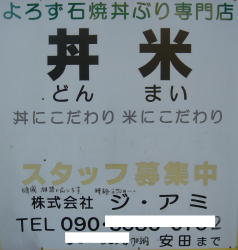 よろず石焼丼ぶり専門店
丼 米
どん まい
丼にこだわり 米にこだわり
スタッフ募集中
株式会社 ジ・アミ
TEL 090-
安田まで